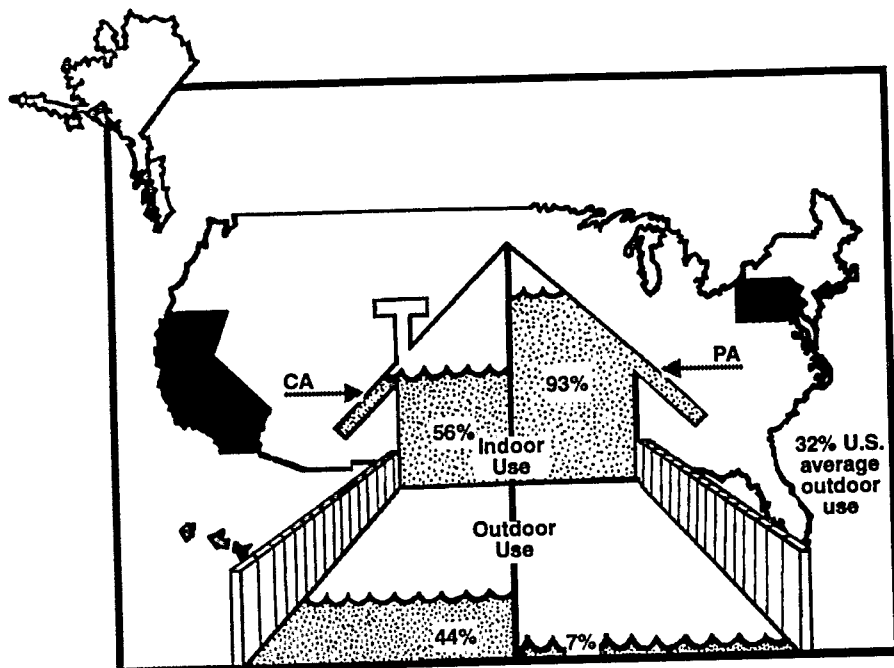 CA
PA
93%
56%
Indoor
Use
32% U.S.
average
outdoor
use
Outdoor
Use
44%
7%